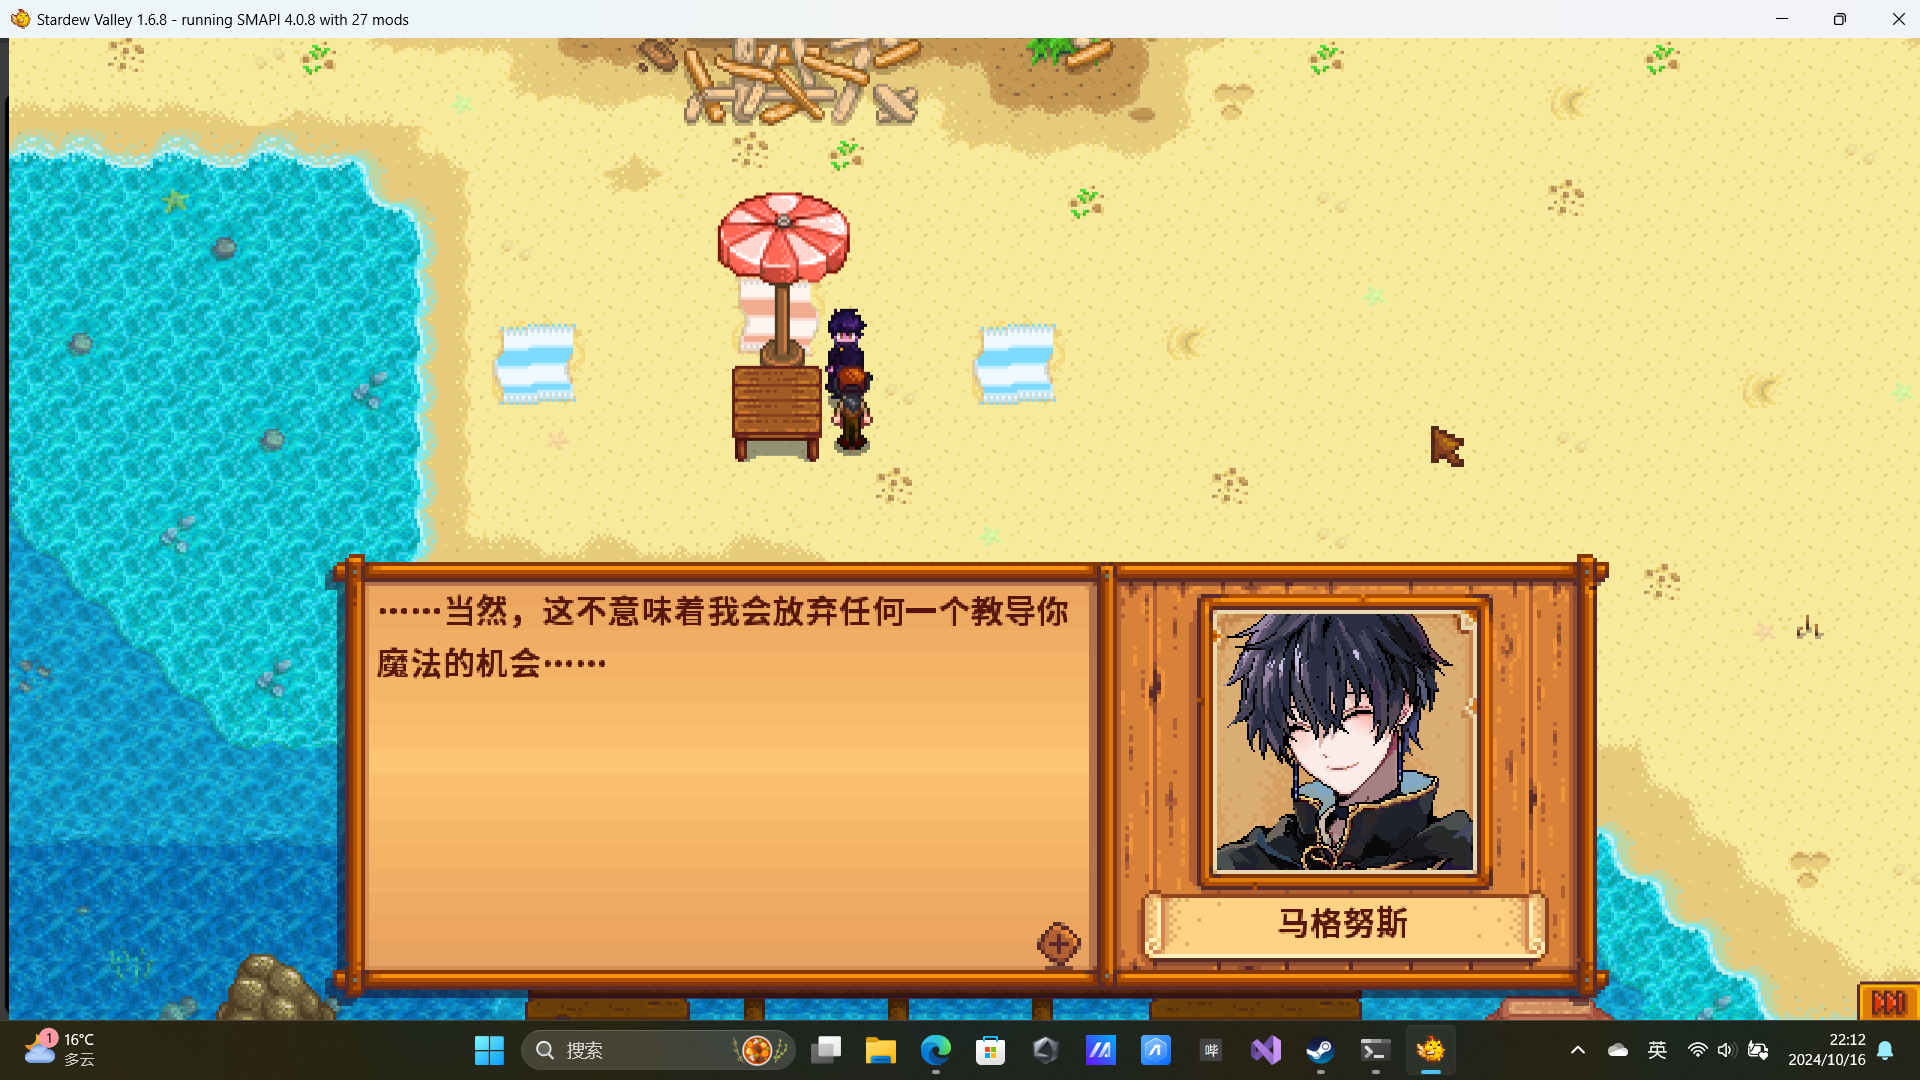 Stardew Valley 1.6.8 - running SMAPI 4.0.8 with 27 mods
……当然，这不意味着我会放弃任何一个教导你
魔法的机会……
马格努斯
1
16°C
多云
搜索
哔
英
22:12
2024/10/16